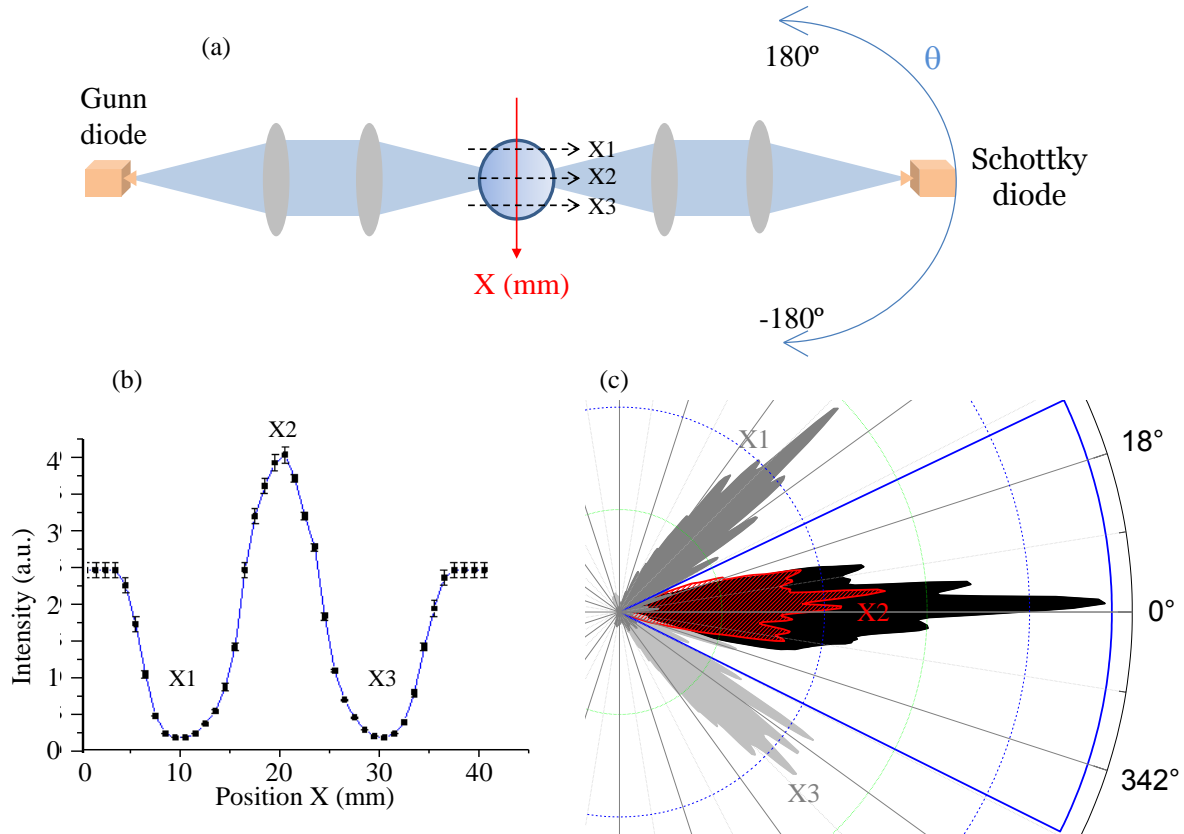 (a)
180º
θ
Gunn
diode
X1
X2
X3
Schottky
diode
X (mm)
-180º
(b)
(c)
X2
4
3
2
1
0
X1
X3
Intensity (a.u.)
0
10
20
30
40
Position X (mm)
X1
18°
X2
0°
X3
342°